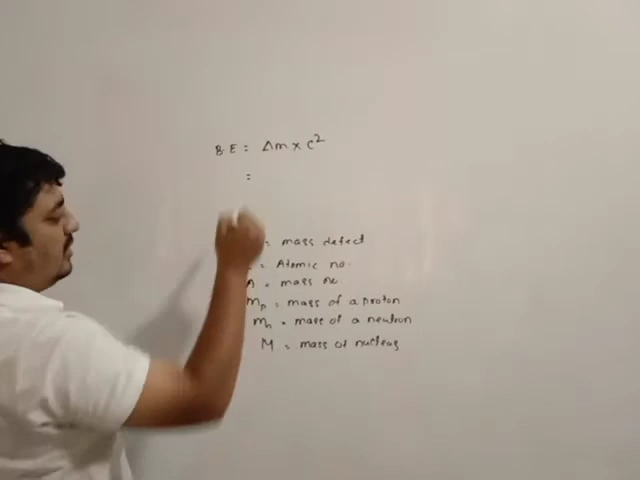 B.E = Δm × c²
=
= mass defect
= Atomic no.
= mass no.
mp = mass of a proton
mn = mass of a neutron
M = mass of nucleus